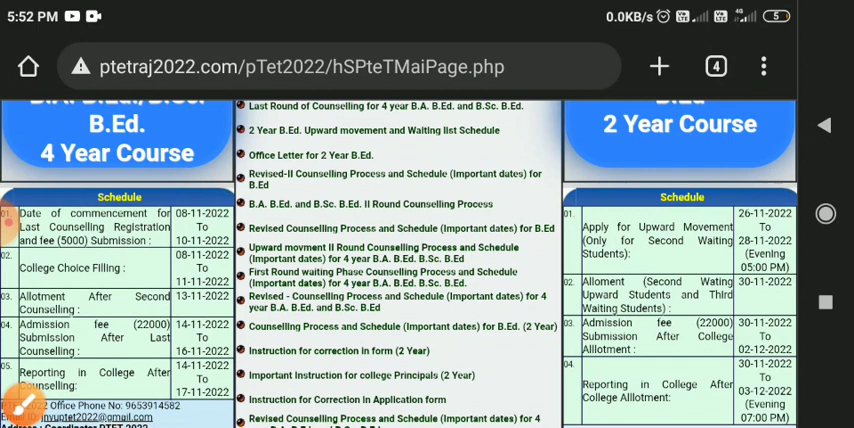 5:52 PM
0.0KB/s
4G
5
ptetraj2022.com/pTet2022/hSPteTMaiPage.php
4
B.Ed.
4 Year Course
Schedule
01. Date of commencement for Last Counselling Registration and fee (5000) Submission : 08-11-2022 To 10-11-2022
02. College Choice Filling : 08-11-2022 To 11-11-2022
03. Allotment After Second Counselling : 13-11-2022
04. Admission fee (22000) Submission After Last Counselling : 14-11-2022 To 16-11-2022
05. Reporting in College After Counselling: 14-11-2022 To 17-11-2022
PTET 2022 Office Phone No: 9653914582
Email ID: jnvuptet2022@gmail.com
Address : Coordinator PTET 2022
Last Round of Counselling for 4 year B.A. B.Ed. and B.Sc. B.Ed.
2 Year B.Ed. Upward movement and Waiting list Schedule
Office Letter for 2 Year B.Ed.
Revised-II Counselling Process and Schedule (Important dates) for
B.Ed
B.A. B.Ed. and B.Sc. B.Ed. II Round Counselling Process
Revised Counselling Process and Schedule (Important dates) for B.Ed
Upward movment II Round Counselling Process and Schedule
(Important dates) for 4 year B.A. B.Ed. B.Sc. B.Ed
First Round waiting Phase Counselling Process and Schedule
(Important dates) for 4 year B.A. B.Ed. B.Sc. B.Ed.
Revised - Counselling Process and Schedule (Important dates) for 4
year B.A. B.Ed. and B.Sc. B.Ed
Counselling Process and Schedule (Important dates) for B.Ed. (2 Year)
Instruction for correction in form (2 Year)
Important Instruction for college Principals (2 Year)
Instruction for Correction in Application form
Revised Counselling Process and Schedule (Important dates) for 4
B.Ed
2 Year Course
Schedule
01. Apply for Upward Movement (Only for Second Waiting Students): 26-11-2022 To 28-11-2022 (Evening 05:00 PM)
02. Alloment (Second Wating Upward Students and Third Waiting Students) : 30-11-2022
03. Admission fee (22000) Submission After College Alllotment : 30-11-2022 To 02-12-2022
04. Reporting in College After College Alllotment: 30-11-2022 To 03-12-2022 (Evening 07:00 PM)